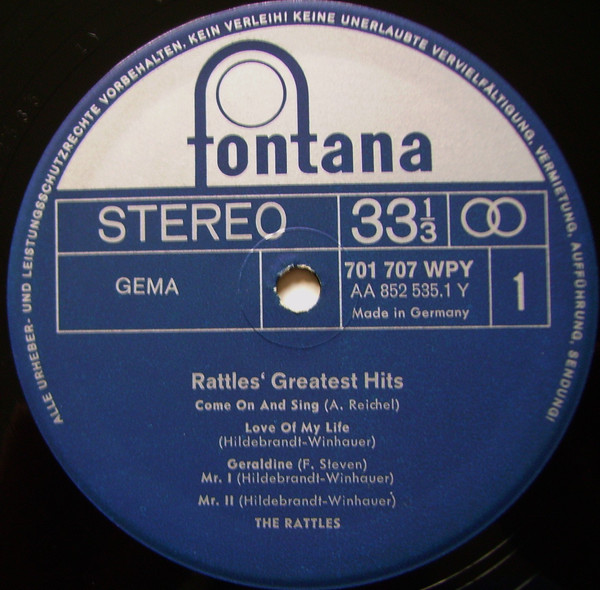 ALLE URHEBER- UND LEISTUNGSSCHUTZRECHTE VORBEHALTEN. KEIN VERLEIH! KEINE UNERLAUBTE VERVIELFÄLTIGUNG, VERMIETUNG, AUFFÜHRUNG, SENDUNG!
fontana
STEREO 33 1/3
GEMA 701 707 WPY 1
AA 852 535.1 Y
Made in Germany
Rattles' Greatest Hits
Come On And Sing (A. Reichel)
Love Of My Life
(Hildebrandt-Winhauer)
Geraldine (F. Steven)
Mr. I (Hildebrandt-Winhauer)
Mr. II (Hildebrandt-Winhauer)
THE RATTLES